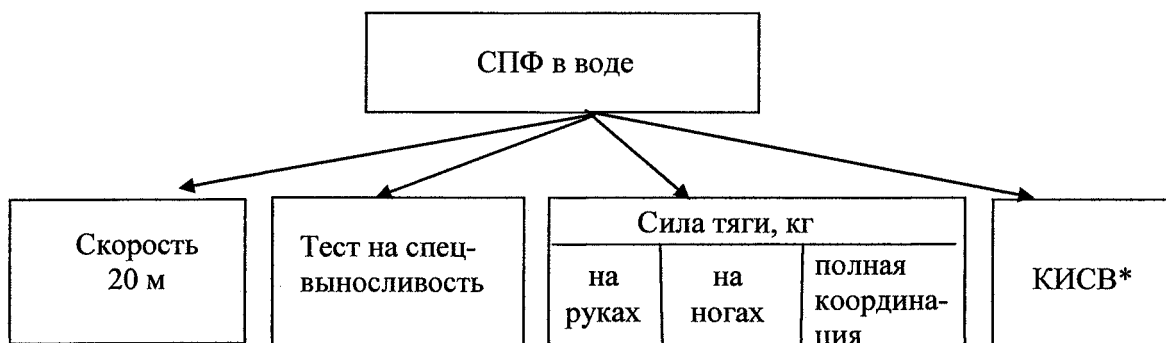 СПФ в воде
Скорость
20 м
Тест на спец-
выносливость
Сила тяги, кг
на
руках
на
ногах
полная
координа-
ция
КИСВ*